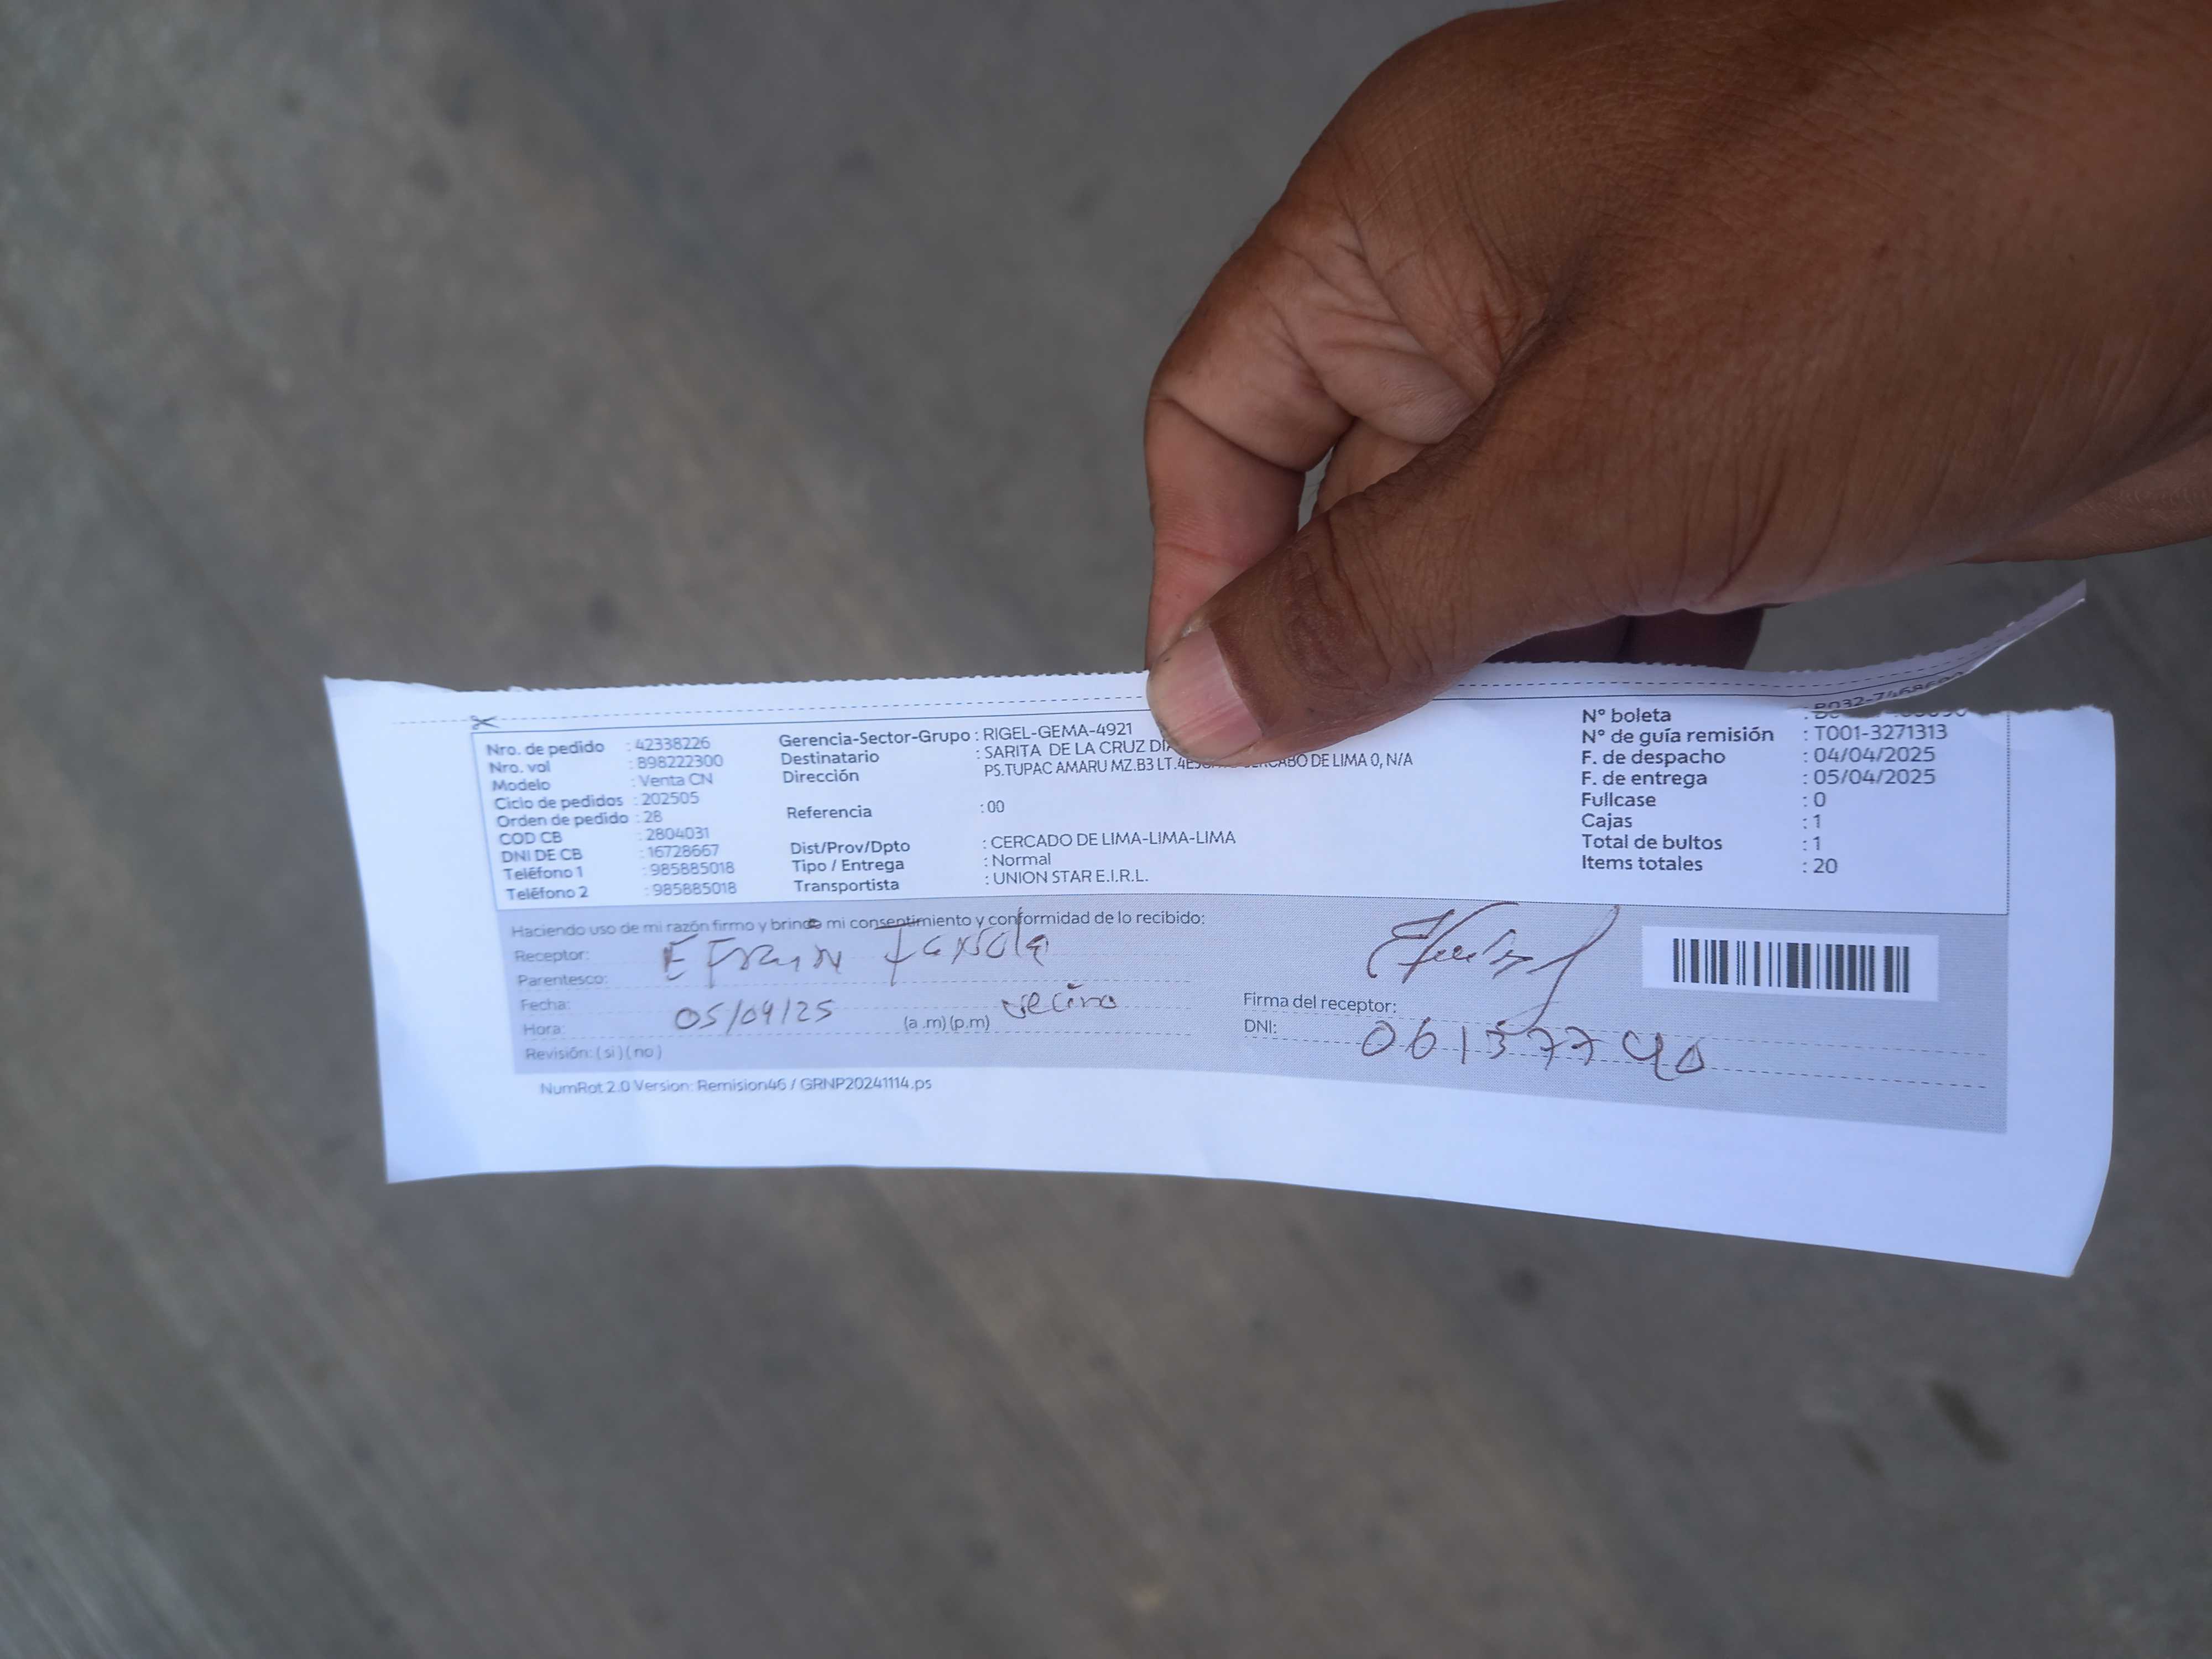 Nro. de pedido : 42338226
Nro. vol : 898222300
Modelo : Venta CN
Ciclo de pedidos : 202505
Orden de pedido : 28
COD CB : 2804031
DNI DE CB : 16728667
Teléfono 1 : 985885018
Teléfono 2 : 985885018
Gerencia-Sector-Grupo : RIGEL-GEMA-4921
Destinatario : SARITA DE LA CRUZ
Dirección PS.TUPAC AMARU MZ.B3 DE LIMA 0, N/A
Referencia : 00
Dist/Prov/Dpto : CERCADO DE LIMA-LIMA-LIMA
Tipo / Entrega : Normal
Transportista : UNION STAR E.I.R.L.
N° boleta
N° de guía remisión : T001-3271313
F. de despacho : 04/04/2025
F. de entrega : 05/04/2025
Fullcase : 0
Cajas : 1
Total de bultos : 1
Items totales : 20
Haciendo uso de mi razón firmo y brindo mi consentimiento y conformidad de lo recibido:
Receptor: EFraiN
Parentesco:
Fecha: 05/04/25
vecino
Hora: (a .m) (p.m)
Revisión: ( si ) ( no )
Firma del receptor:
DNI:
NumRot 2.0 Version: Remision46 / GRNP20241114.ps